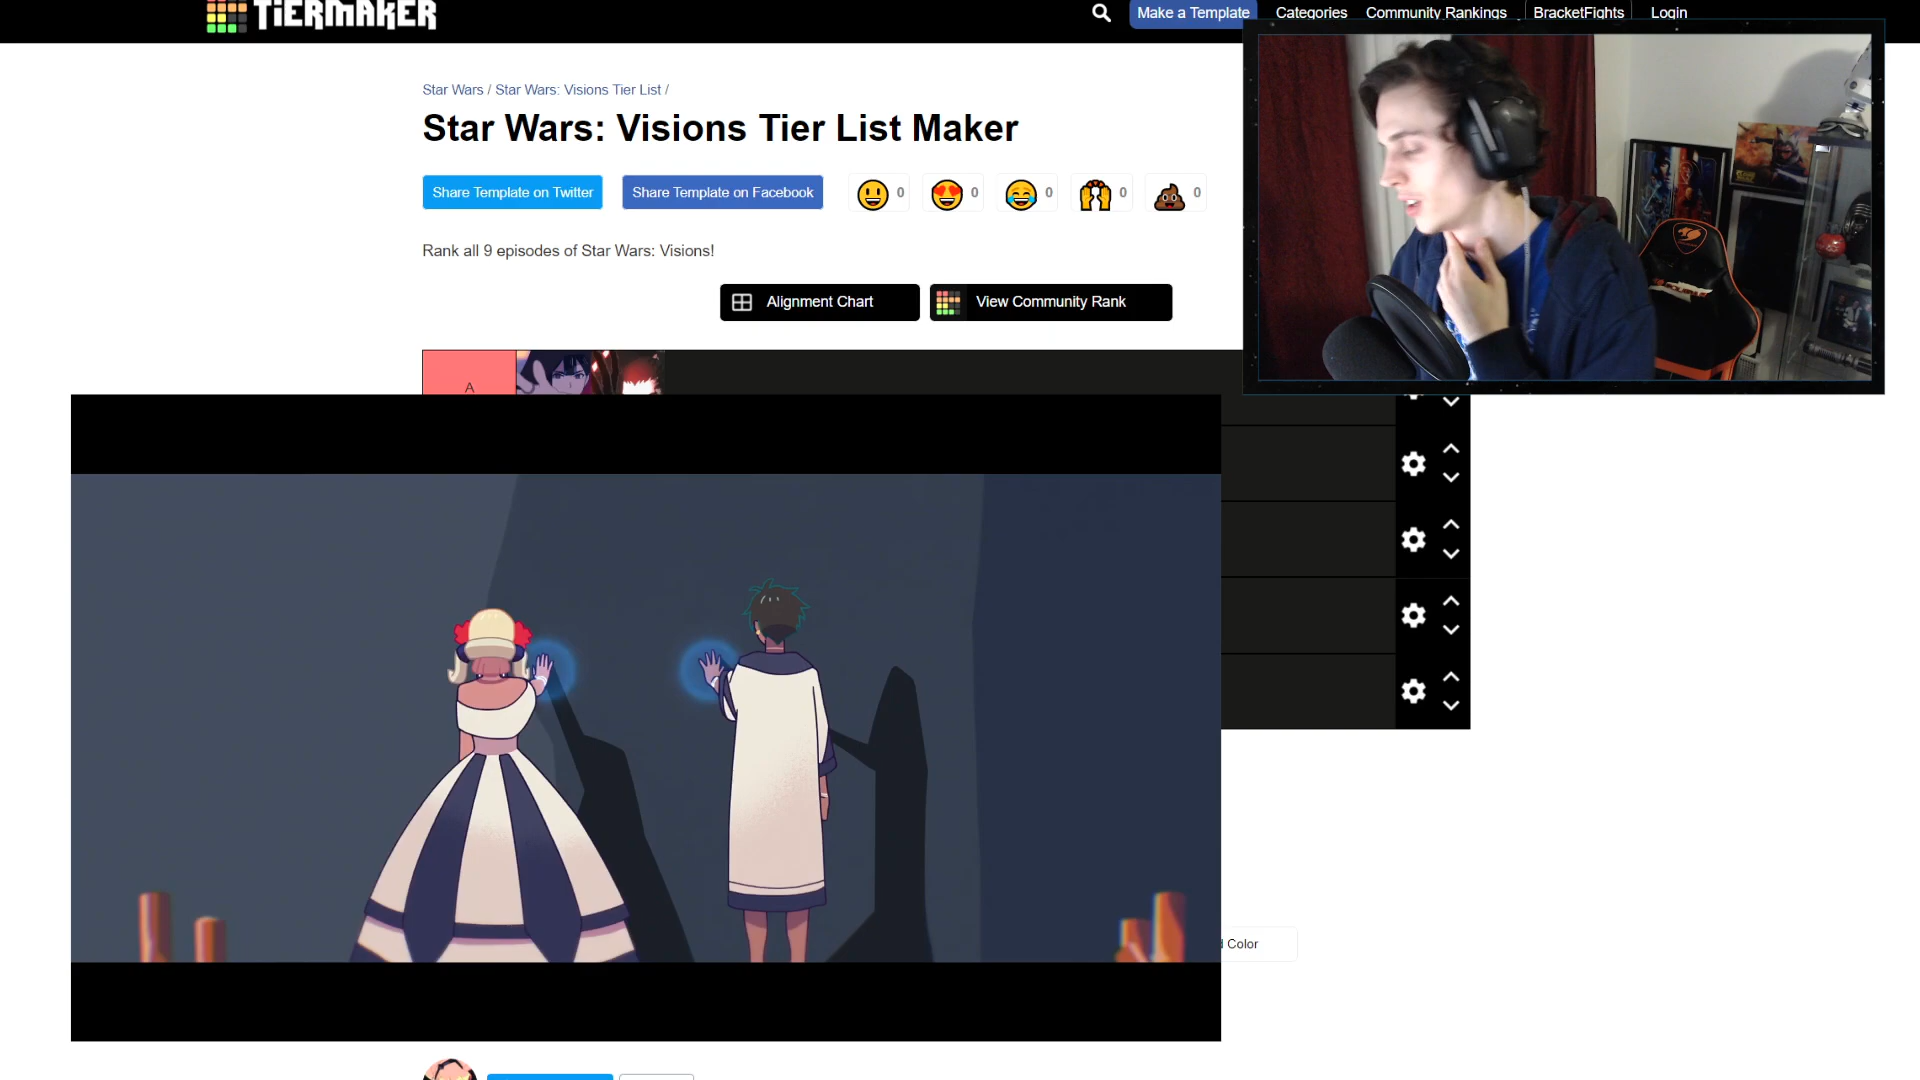 TiERMAKER
Make a Template
Categories
Community Rankings
BracketFights
Login
Star Wars / Star Wars: Visions Tier List /
Star Wars: Visions Tier List Maker
Share Template on Twitter
Share Template on Facebook
0
0
0
0
0
Rank all 9 episodes of Star Wars: Visions!
Alignment Chart
View Community Rank
A
Color